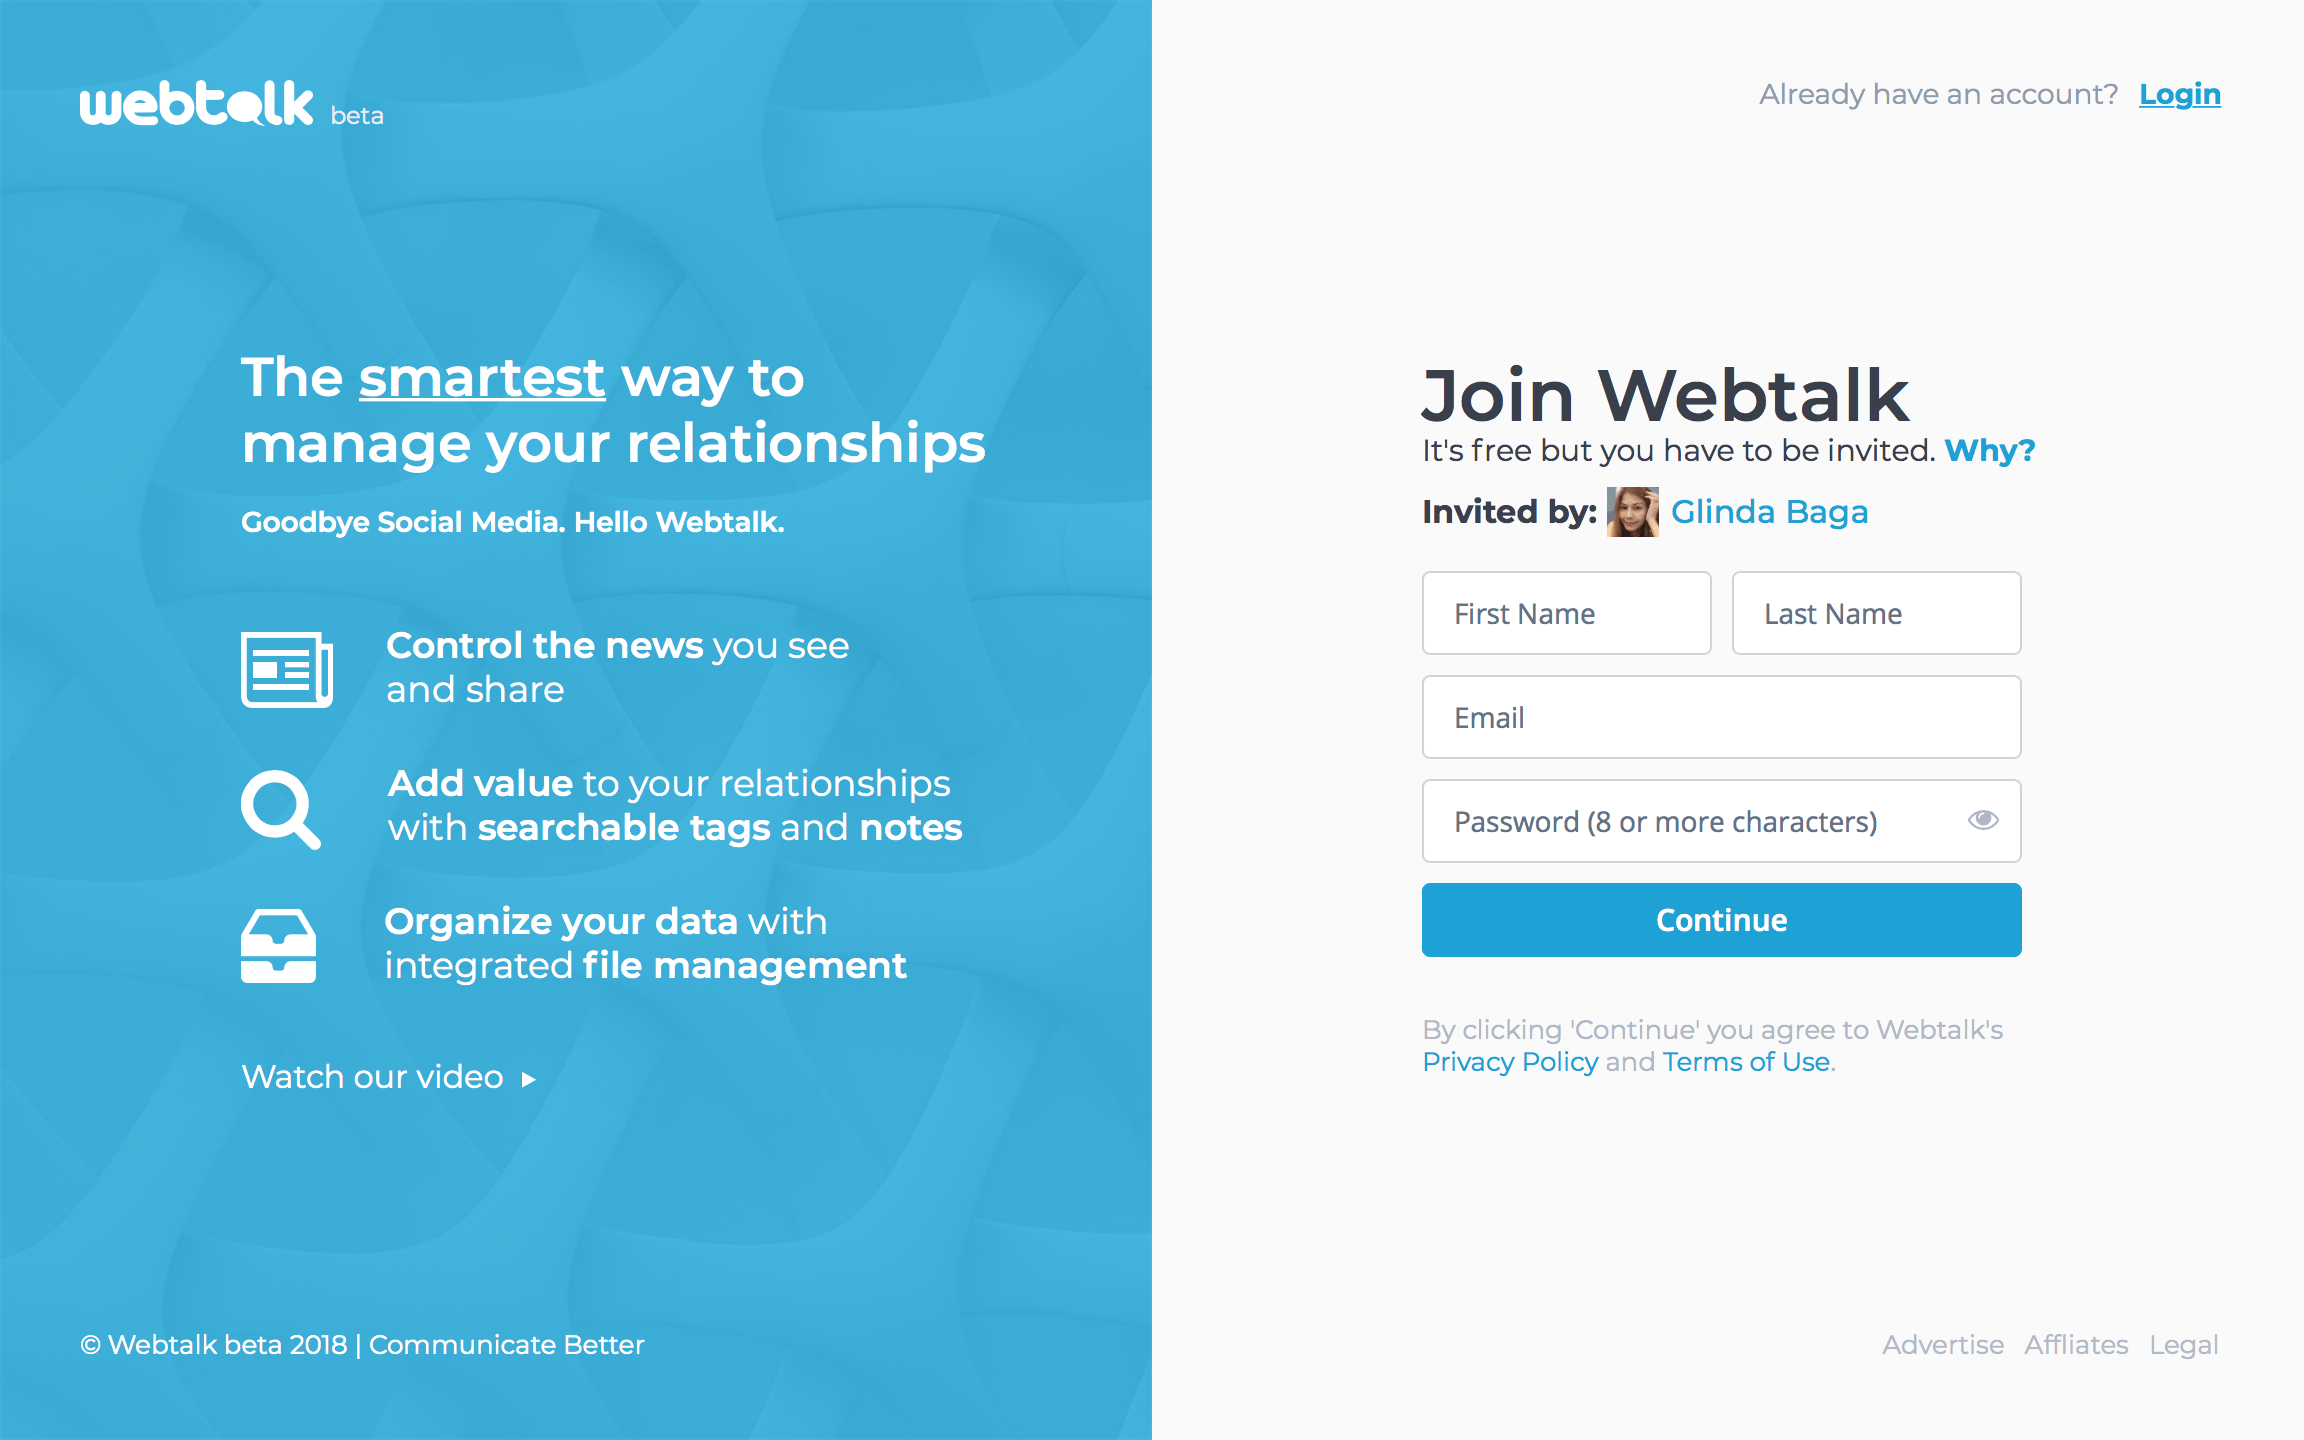 webtalk beta
Already have an account? Login
The smartest way to
manage your relationships
Goodbye Social Media. Hello Webtalk.
Control the news you see
and share
Add value to your relationships
with searchable tags and notes
Organize your data with
integrated file management
Watch our video
© Webtalk beta 2018 | Communicate Better
Join Webtalk
It's free but you have to be invited. Why?
Invited by: Glinda Baga
First Name
Last Name
Email
Password (8 or more characters)
Continue
By clicking 'Continue' you agree to Webtalk's
Privacy Policy and Terms of Use.
Advertise Affliates Legal